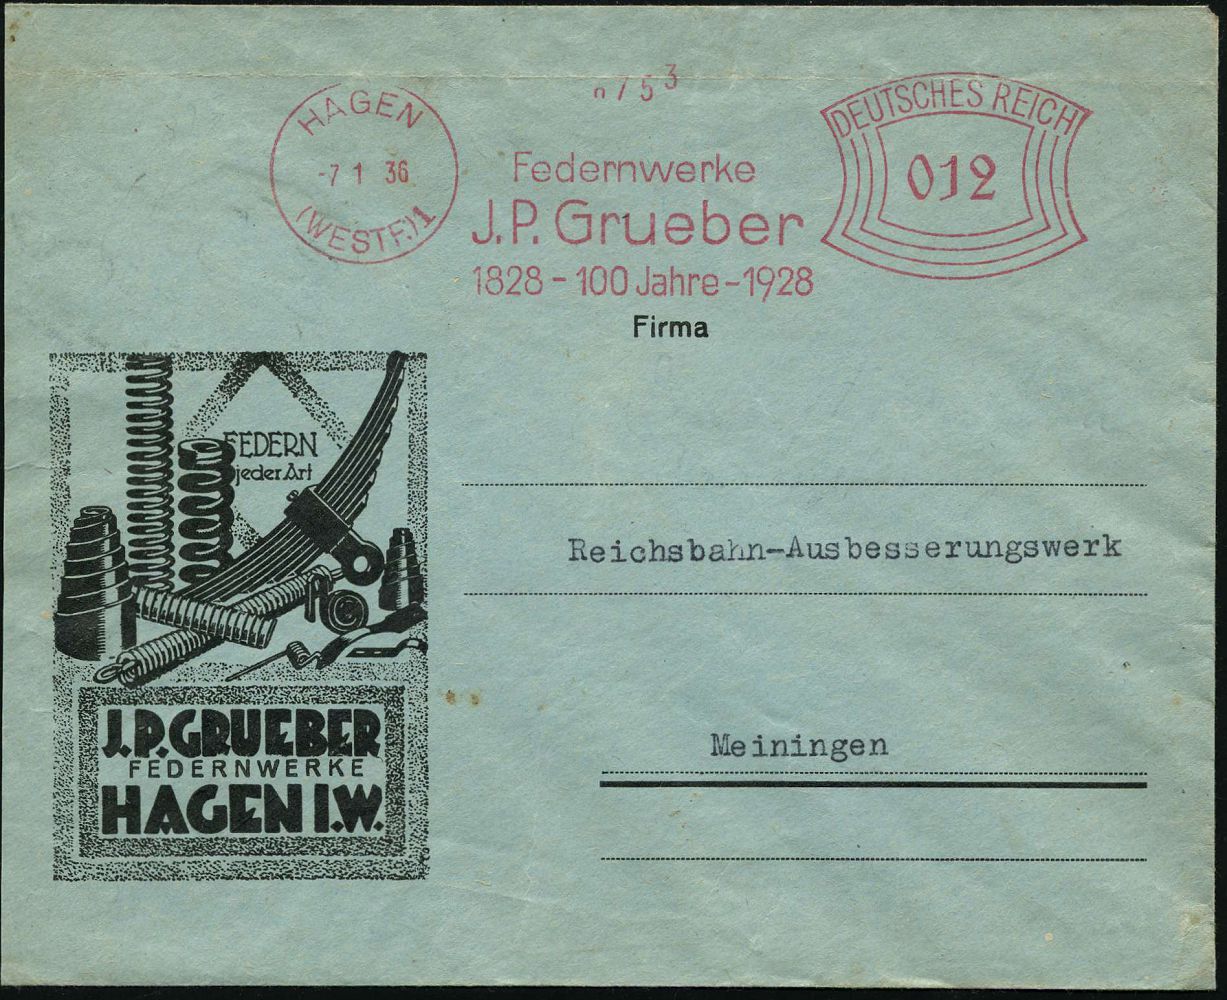 HAGEN
-7 1 36
(WESTF.)1
753
Federnwerke
J.P. Grueber
1828 - 100 Jahre - 1928
DEUTSCHES REICH
012
Firma
FEDERN
jeder Art
Reichsbahn-Ausbesserungswerk
Meiningen
J.P. GRUEBER
FEDERNWERKE
HAGEN I.W.